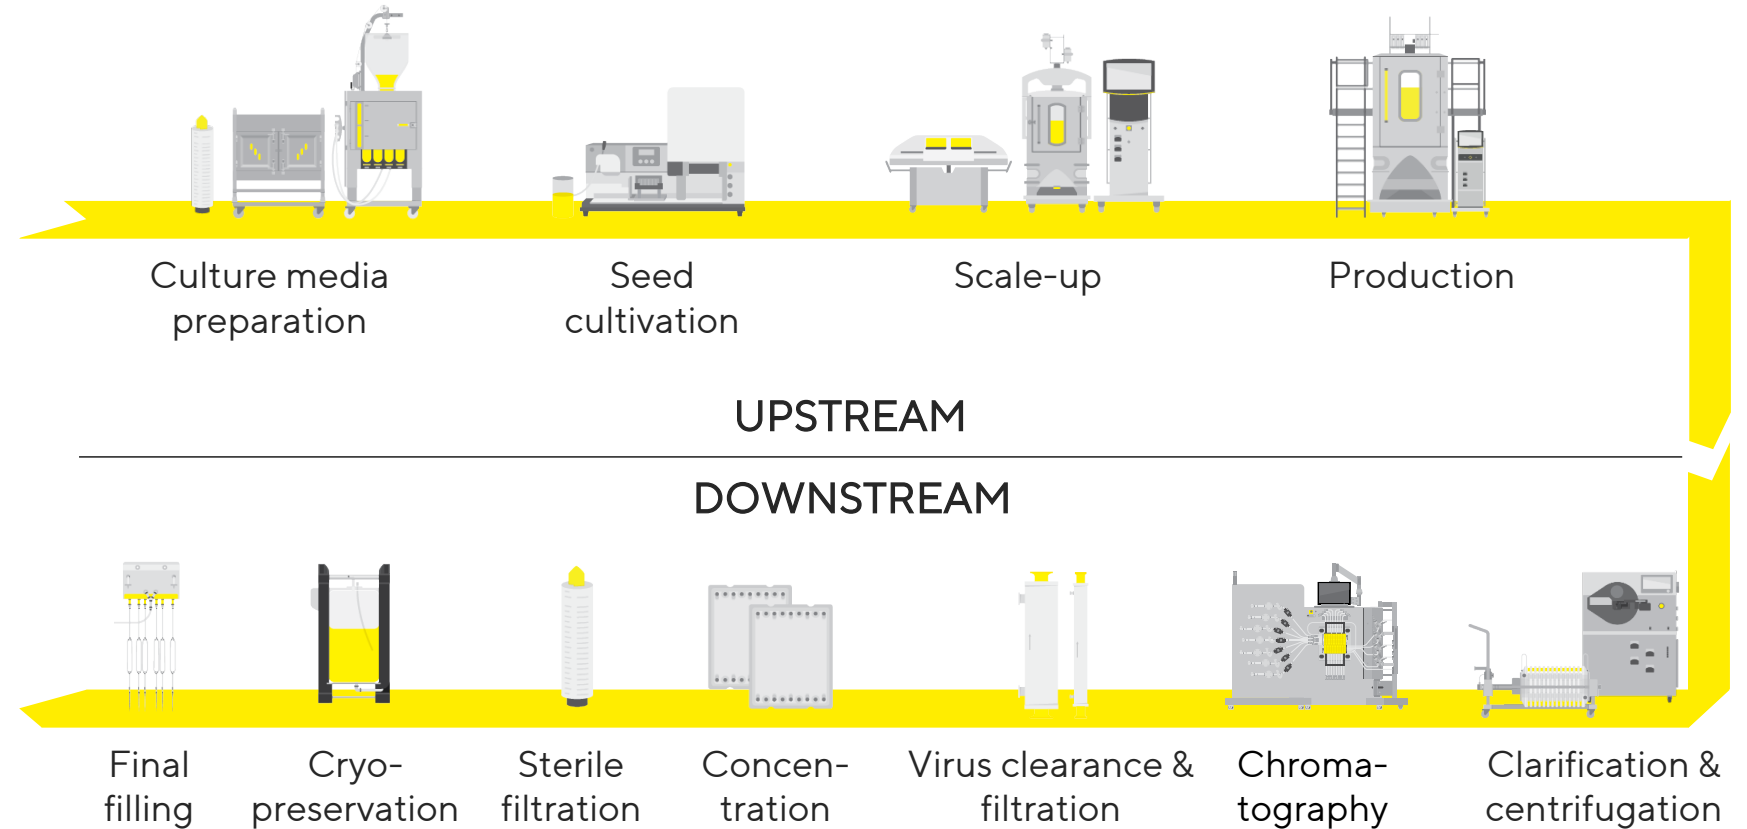 Culture media
preparation
Seed
cultivation
Scale-up
Production
UPSTREAM
DOWNSTREAM
Final
filling
Cryo-
preservation
Sterile
filtration
Concen-
tration
Virus clearance &
filtration
Chroma-
tography
Clarification &
centrifugation